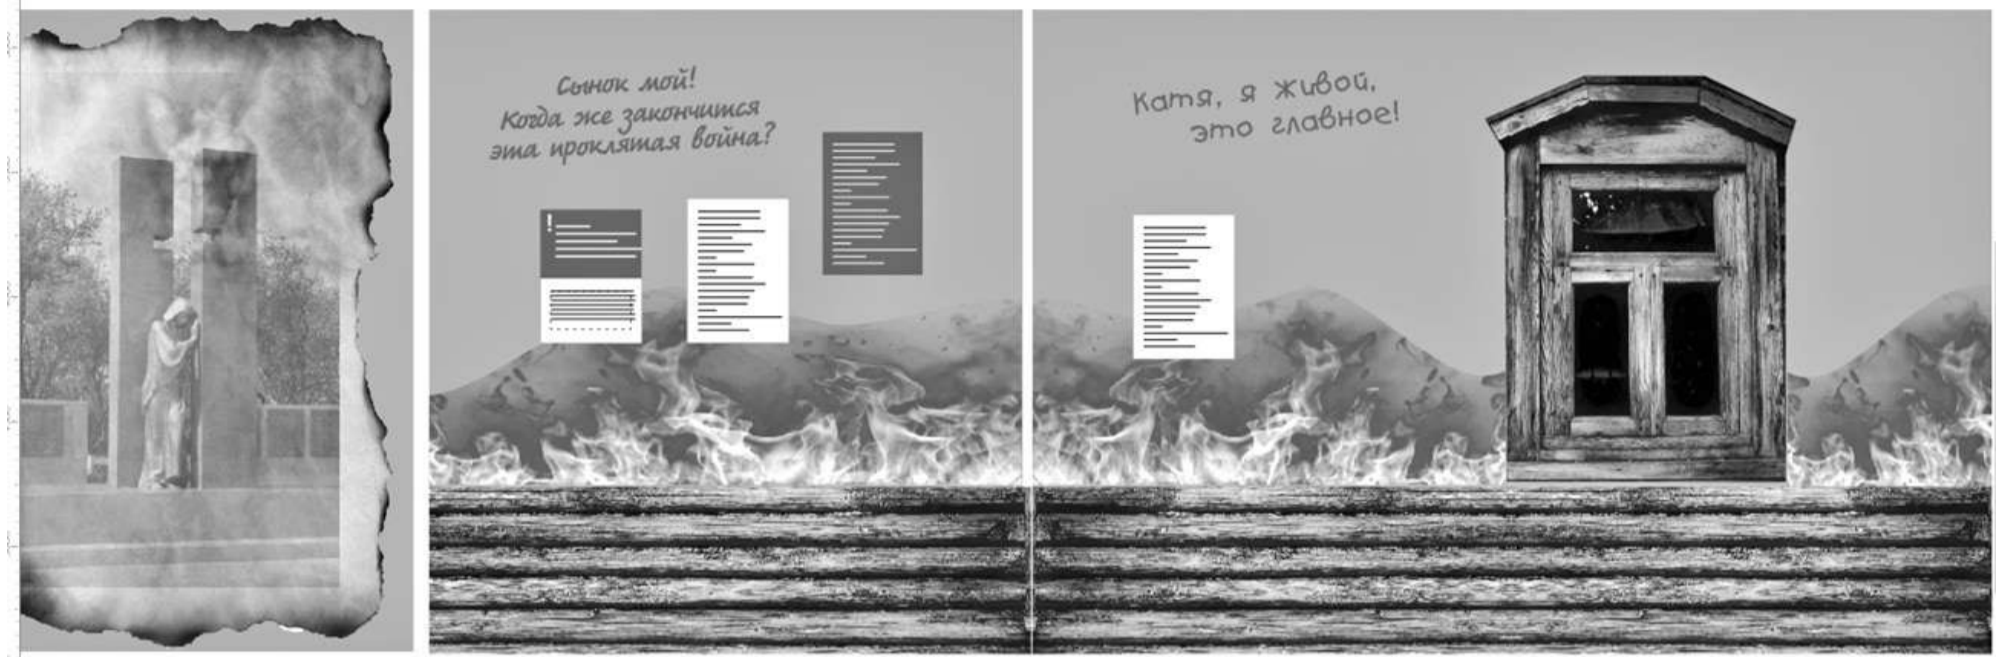 Сынок мой!
Когда же закончится
эта проклятая война?
Катя, я живой,
это главное!
!